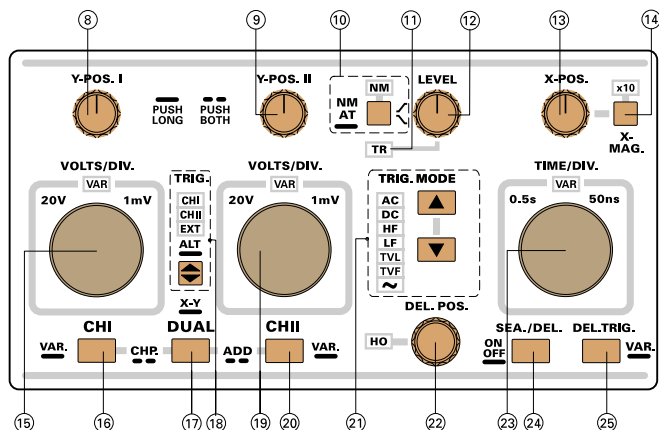 8 9 10 11 12 13 14
Y-POS. I
Y-POS. II
LEVEL
X-POS.
PUSH
LONG
PUSH
BOTH
NM
AT
NM
TR
x10
X-
MAG.
VOLTS/DIV.
VAR
20V 1mV
TRIG.
CHI
CHII
EXT
ALT
X-Y
VOLTS/DIV.
VAR
20V 1mV
TRIG. MODE
AC
DC
HF
LF
TVL
TVF
~
TIME/DIV.
VAR
0.5s 50ns
DEL. POS.
HO
VAR.
CHI
CHP.
DUAL
ADD
CHII
VAR.
ON
OFF
SEA./DEL.
DEL.TRIG.
VAR.
15 16 17 18 19 20 21 22 23 24 25